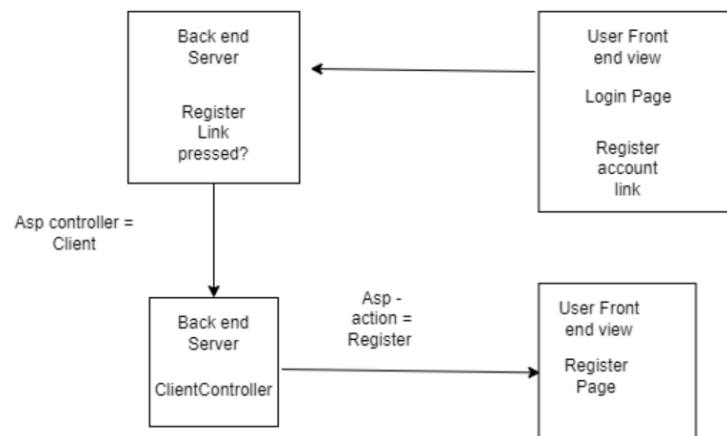 Back end
Server
Register
Link
pressed?
User Front
end view
Login Page
Register
account
link
Asp controller =
Client
Back end
Server
ClientController
Asp -
action =
Register
User Front
end view
Register
Page